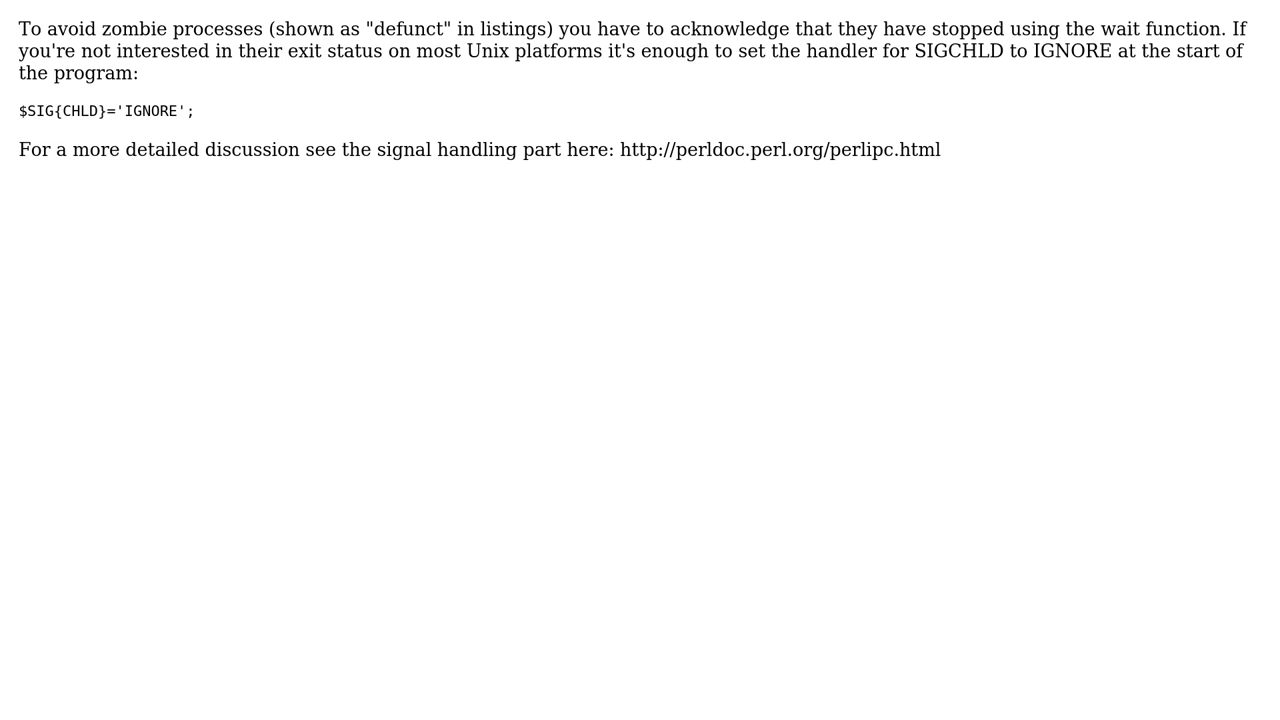 To avoid zombie processes (shown as "defunct" in listings) you have to acknowledge that they have stopped using the wait function. If
you're not interested in their exit status on most Unix platforms it's enough to set the handler for SIGCHLD to IGNORE at the start of
the program:
$SIG{CHLD}='IGNORE';
For a more detailed discussion see the signal handling part here: http://perldoc.perl.org/perlipc.html